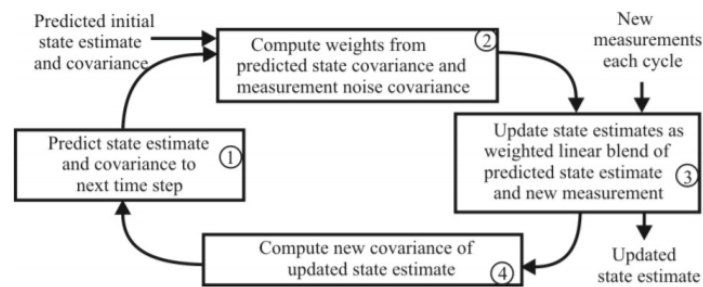 Predicted initial
state estimate
and covariance
Compute weights from
predicted state covariance and
measurement noise covariance
2
New
measurements
each cycle
Predict state estimate
and covariance to
next time step
1
Update state estimates as
weighted linear blend of
predicted state estimate
and new measurement
3
Compute new covariance of
updated state estimate
4
Updated
state estimate